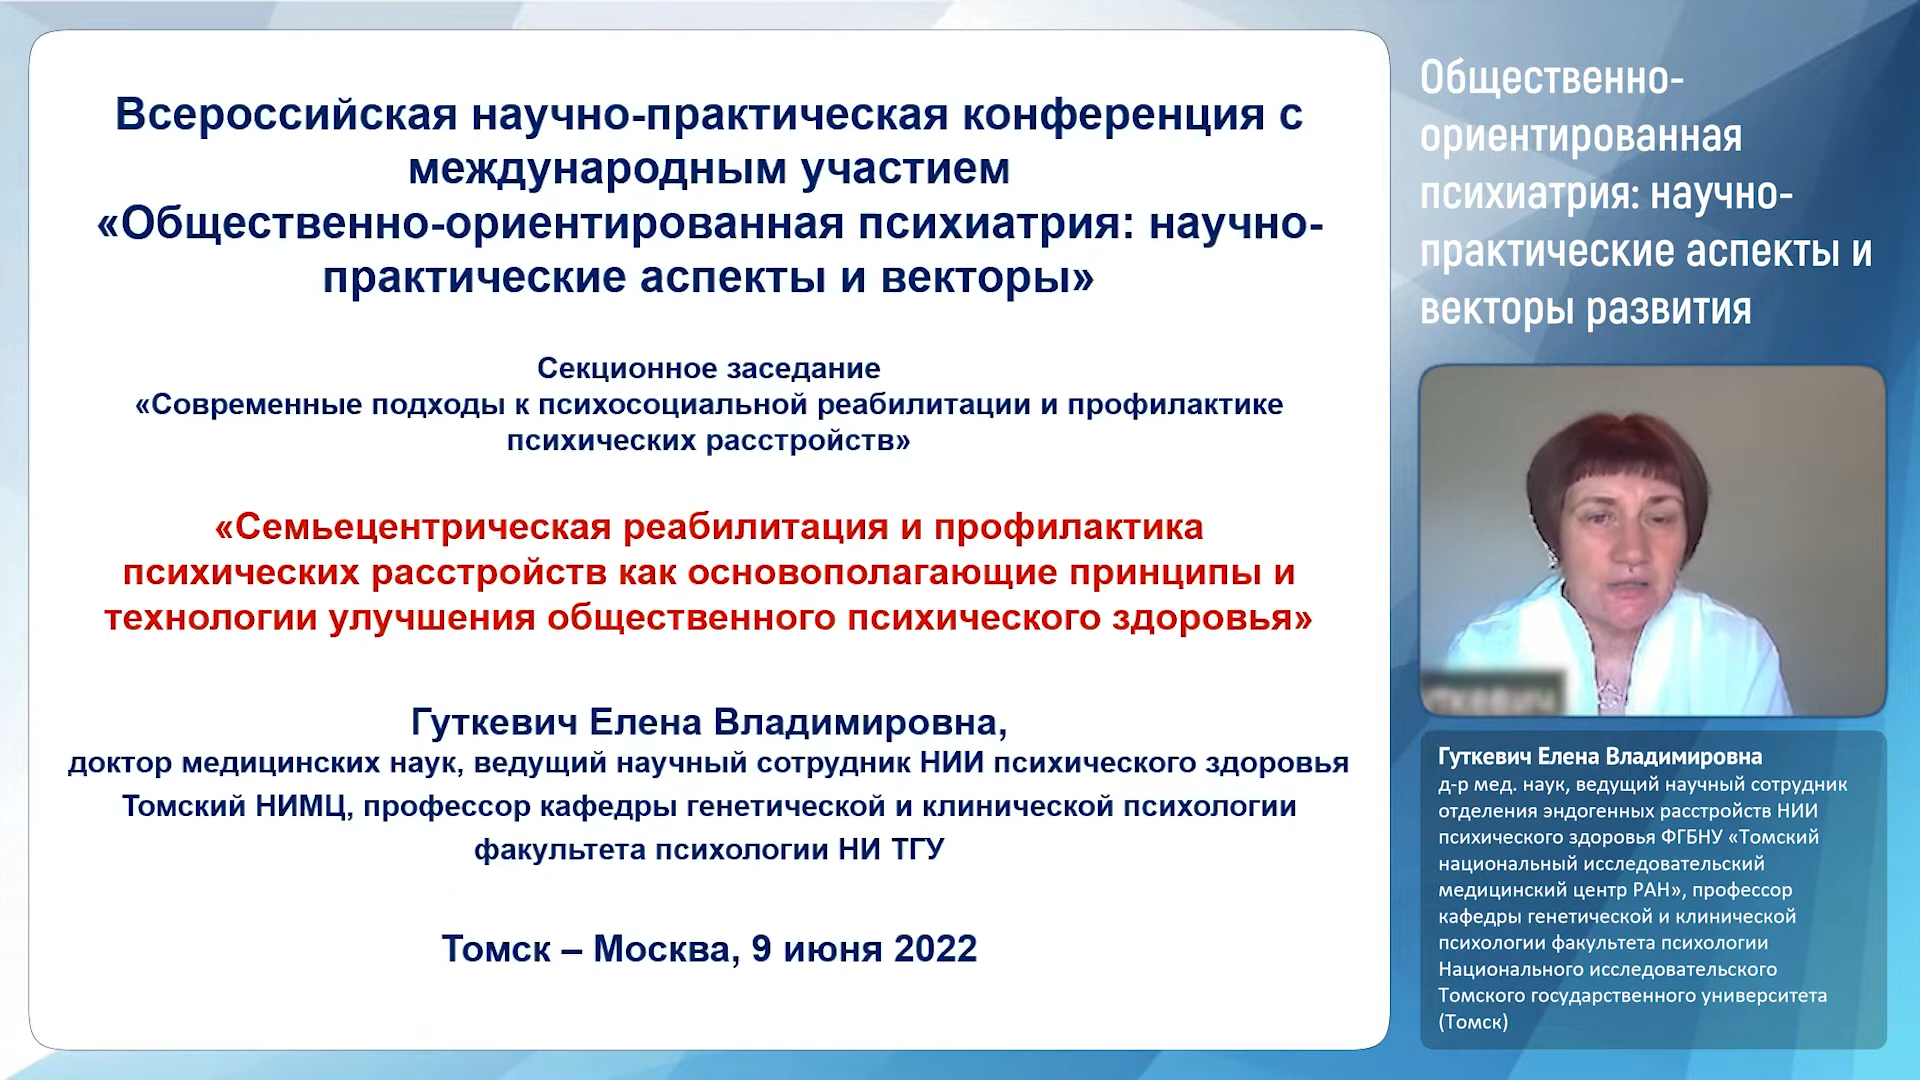 Всероссийская научно-практическая конференция с
международным участием
«Общественно-ориентированная психиатрия: научно-
практические аспекты и векторы»
Секционное заседание
«Современные подходы к психосоциальной реабилитации и профилактике
психических расстройств»
«Семьецентрическая реабилитация и профилактика
психических расстройств как основополагающие принципы и
технологии улучшения общественного психического здоровья»
Гуткевич Елена Владимировна,
доктор медицинских наук, ведущий научный сотрудник НИИ психического здоровья
Томский НИМЦ, профессор кафедры генетической и клинической психологии
факультета психологии НИ ТГУ
Томск – Москва, 9 июня 2022
Общественно-
ориентированная
психиатрия: научно-
практические аспекты и
векторы развития
Гуткевич Елена Владимировна
д-р мед. наук, ведущий научный сотрудник
отделения эндогенных расстройств НИИ
психического здоровья ФГБНУ «Томский
национальный исследовательский
медицинский центр РАН», профессор
кафедры генетической и клинической
психологии факультета психологии
Национального исследовательского
Томского государственного университета
(Томск)